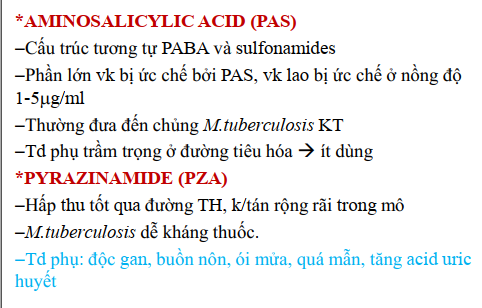 *AMINOSALICYLIC ACID (PAS)
–Cấu trúc tương tự PABA và sulfonamides
–Phần lớn vk bị ức chế bởi PAS, vk lao bị ức chế ở nồng độ
1-5µg/ml
–Thường đưa đến chủng M.tuberculosis KT
–Td phụ trầm trọng ở đường tiêu hóa → ít dùng
*PYRAZINAMIDE (PZA)
–Hấp thu tốt qua đường TH, k/tán rộng rãi trong mô
–M.tuberculosis dễ kháng thuốc.
–Td phụ: độc gan, buồn nôn, ói mửa, quá mẫn, tăng acid uric
huyết